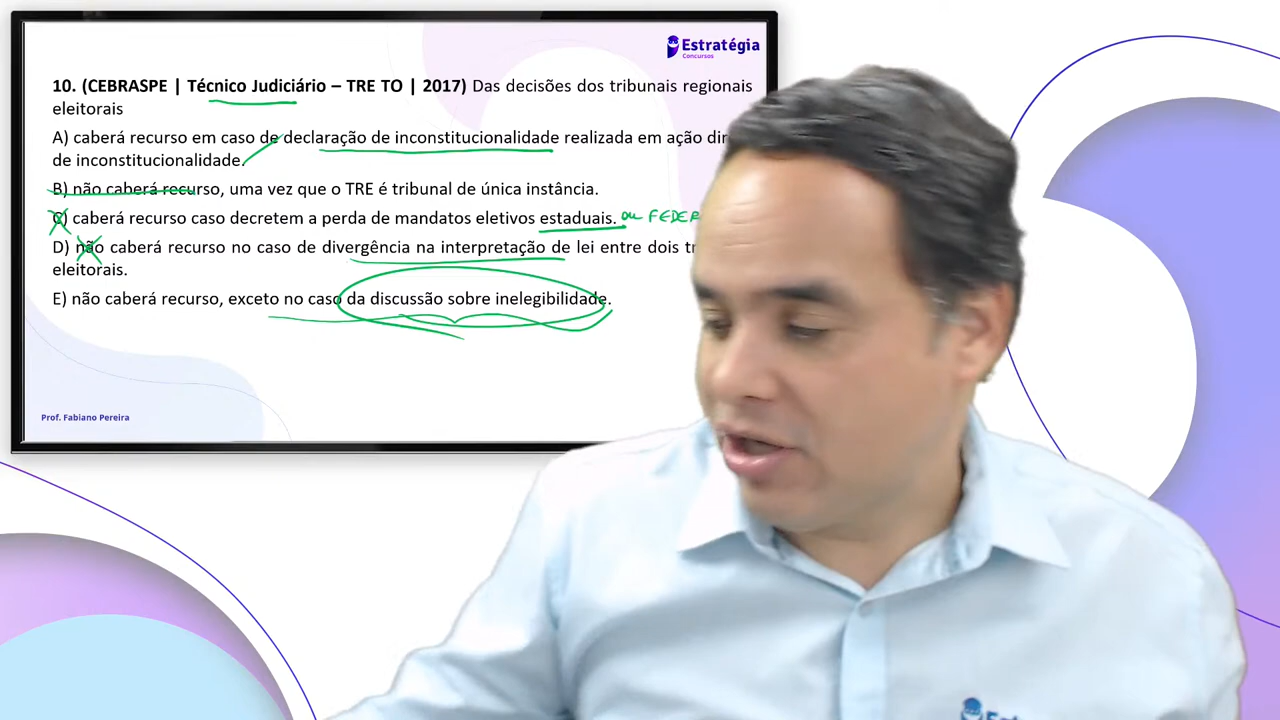 Estratégia
Concursos
10. (CEBRASPE | Técnico Judiciário – TRE TO | 2017) Das decisões dos tribunais regionais
eleitorais
A) caberá recurso em caso de declaração de inconstitucionalidade realizada em ação
de inconstitucionalidade.
B) não caberá recurso, uma vez que o TRE é tribunal de única instância.
C) caberá recurso caso decretem a perda de mandatos eletivos estaduais. ou
D) não caberá recurso no caso de divergência na interpretação de lei entre dois
eleitorais.
E) não caberá recurso, exceto no caso da discussão sobre inelegibilidade.
Prof. Fabiano Pereira